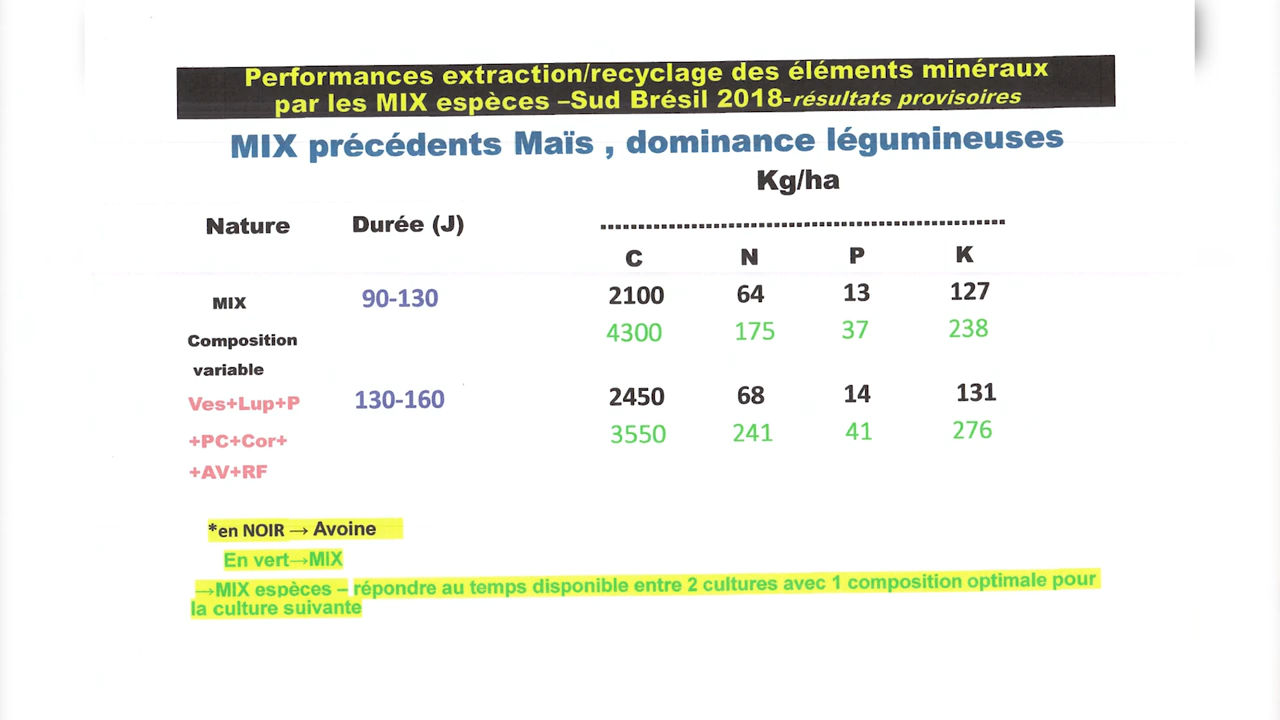 Performances extraction/recyclage des éléments minéraux
par les MIX espèces –Sud Brésil 2018-résultats provisoires
MIX précédents Maïs , dominance légumineuses
Kg/ha
Nature Durée (J)
C N P K
MIX 90-130 2100 64 13 127
4300 175 37 238
Composition
variable
Ves+Lup+P 130-160 2450 68 14 131
+PC+Cor+ 3550 241 41 276
+AV+RF
*en NOIR → Avoine
En vert→MIX
→MIX espèces – répondre au temps disponible entre 2 cultures avec 1 composition optimale pour
la culture suivante